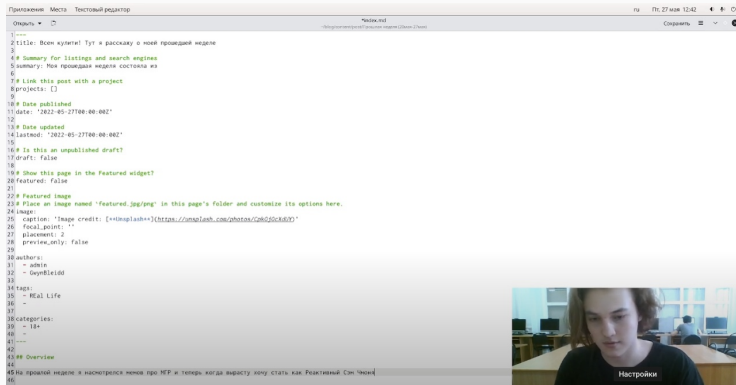 Приложения Места Текстовый редактор
ru Пт, 27 мая 12:42
Открыть
*index.md
Сохранить
1 ---
2 title: Всем кулити! Тут я расскажу о моей прошедшей неделе
3
4 # Summary for listings and search engines
5 summary: Моя прошедшая неделя состояла из
6
7 # Link this post with a project
8 projects: []
9
10 # Date published
11 date: '2022-05-27T00:00:00Z'
12
13 # Date updated
14 lastmod: '2022-05-27T00:00:00Z'
15
16 # Is this an unpublished draft?
17 draft: false
18
19 # Show this page in the Featured widget?
20 featured: false
21
22 # Featured image
23 # Place an image named 'featured.jpg/png' in this page's folder and customize its options here.
24 image:
25 caption: 'Image credit: [**Unsplash**](https://unsplash.com/photos/CpkOjOcXdUY)'
26 focal_point: ''
27 placement: 2
28 preview_only: false
29
30 authors:
31 - admin
32 - GwynBleidd
33
34 tags:
35 - REal Life
36 -
37
38 categories:
39 - 18+
40 -
41 ---
42
43 ## Overview
44
45 На прошлой неделе я насмотрелся мемов про МГР и теперь когда вырасту хочу стать как Реактивный Сэм
46
Настройки